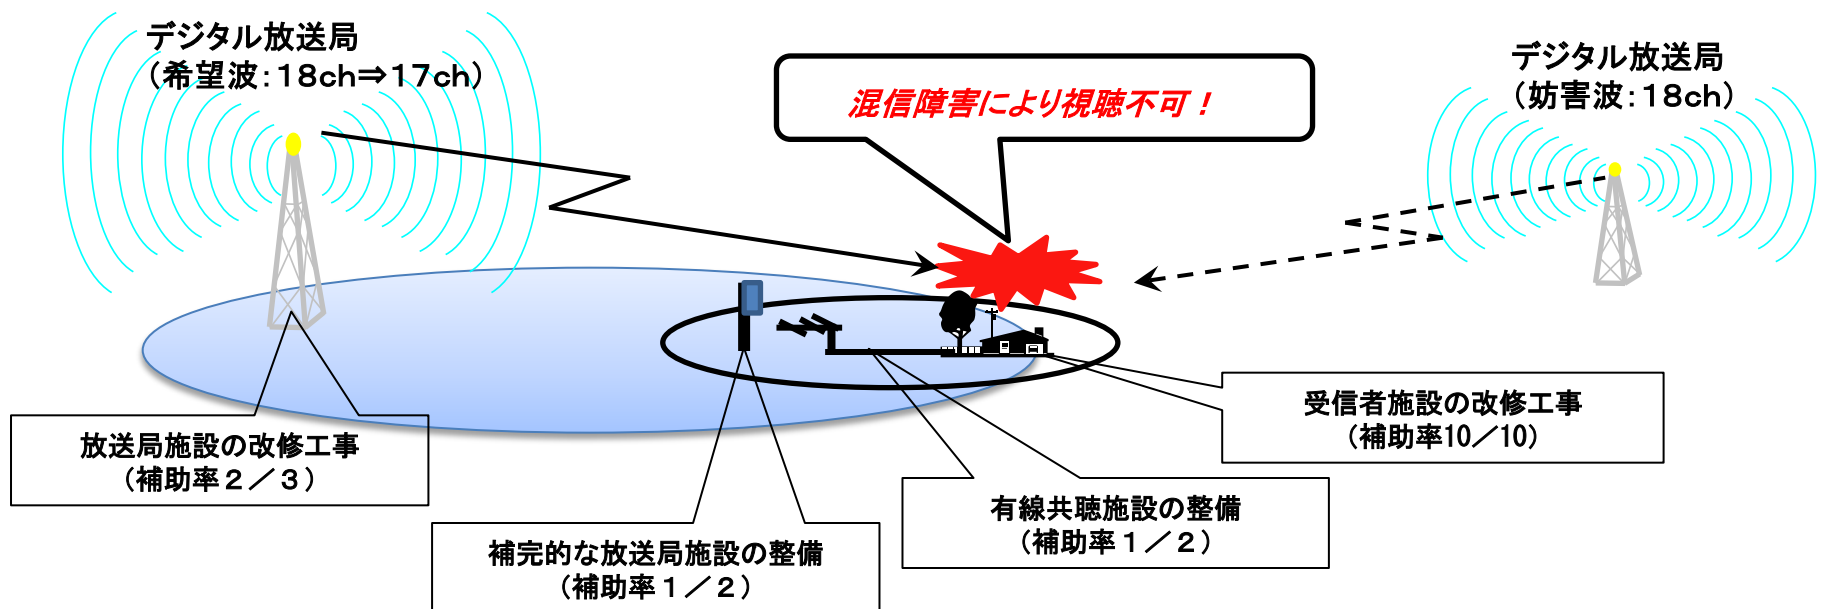 デジタル放送局
（希望波：18ch⇒17ch）
混信障害により視聴不可！
デジタル放送局
（妨害波：18ch）
放送局施設の改修工事
（補助率２／３）
補完的な放送局施設の整備
（補助率１／２）
有線共聴施設の整備
（補助率１／２）
受信者施設の改修工事
（補助率10／10）